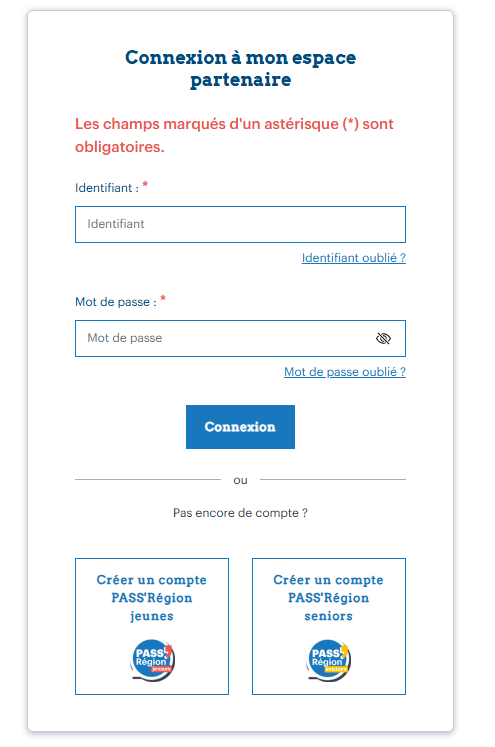 Connexion à mon espace
partenaire
Les champs marqués d'un astérisque (*) sont
obligatoires.
Identifiant : *
Identifiant
Identifiant oublié ?
Mot de passe : *
Mot de passe
Mot de passe oublié ?
Connexion
ou
Pas encore de compte ?
Créer un compte
PASS'Région
jeunes
PASS'
Région
jeunes
Créer un compte
PASS'Région
seniors
PASS'
Région
seniors